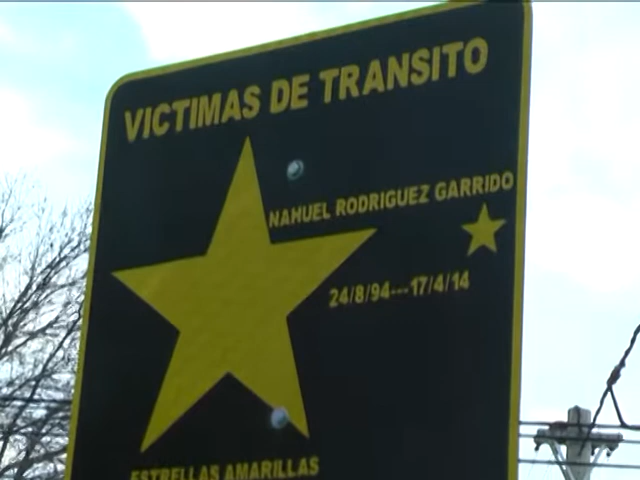 VICTIMAS DE TRANSITO
NAHUEL RODRIGUEZ GARRIDO
24/8/94---17/4/14
ESTRELLAS AMARILLAS